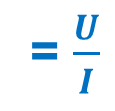 = U/I